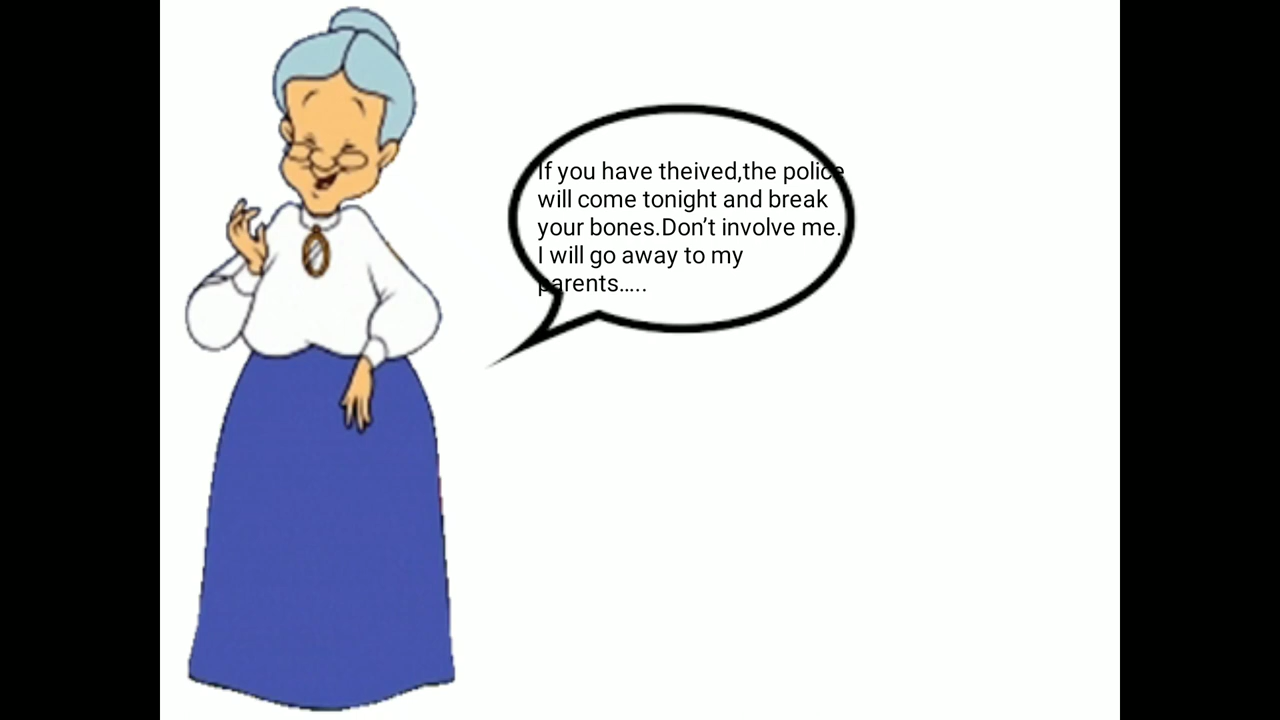 If you have theived,the police
will come tonight and break
your bones.Don’t involve me.
I will go away to my
parents.....